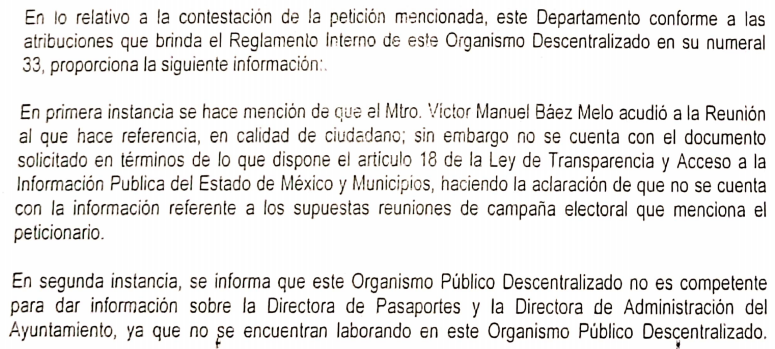 En lo relativo a la contestación de la petición mencionada, este Departamento conforme a las
atribuciones que brinda el Reglamento Interno de este Organismo Descentralizado en su numeral
33, proporciona la siguiente información:.
En primera instancia se hace mención de que el Mtro. Víctor Manuel Báez Melo acudió a la Reunión
al que hace referencia, en calidad de ciudadano; sin embargo no se cuenta con el documento
solicitado en términos de lo que dispone el artículo 18 de la Ley de Transparencia y Acceso a la
Información Publica del Estado de México y Municipios, haciendo la aclaración de que no se cuenta
con la información referente a los supuestas reuniones de campaña electoral que menciona el
peticionario.
En segunda instancia, se informa que este Organismo Público Descentralizado no es competente
para dar información sobre la Directora de Pasaportes y la Directora de Administración del
Ayuntamiento, ya que no se encuentran laborando en este Organismo Público Descentralizado.